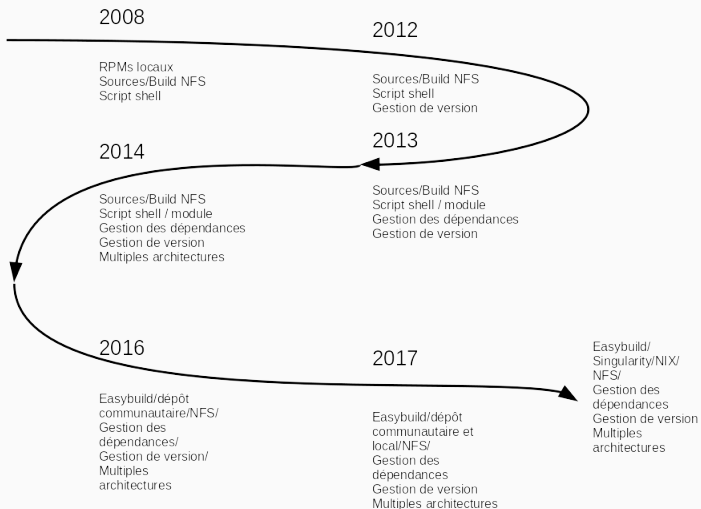 2008
RPMs locaux
Sources/Build NFS
Script shell
2012
Sources/Build NFS
Script shell
Gestion de version
2013
Sources/Build NFS
Script shell / module
Gestion des dépendances
Gestion de version
2014
Sources/Build NFS
Script shell / module
Gestion des dépendances
Gestion de version
Multiples architectures
2016
Easybuild/dépôt
communautaire/NFS/
Gestion des
dépendances/
Gestion de version/
Multiples
architectures
2017
Easybuild/dépôt
communautaire et
local/NFS/
Gestion des
dépendances
Gestion de version
Multiples architectures
Easybuild/
Singularity/NIX/
NFS/
Gestion des
dépendances
Gestion de version
Multiples
architectures